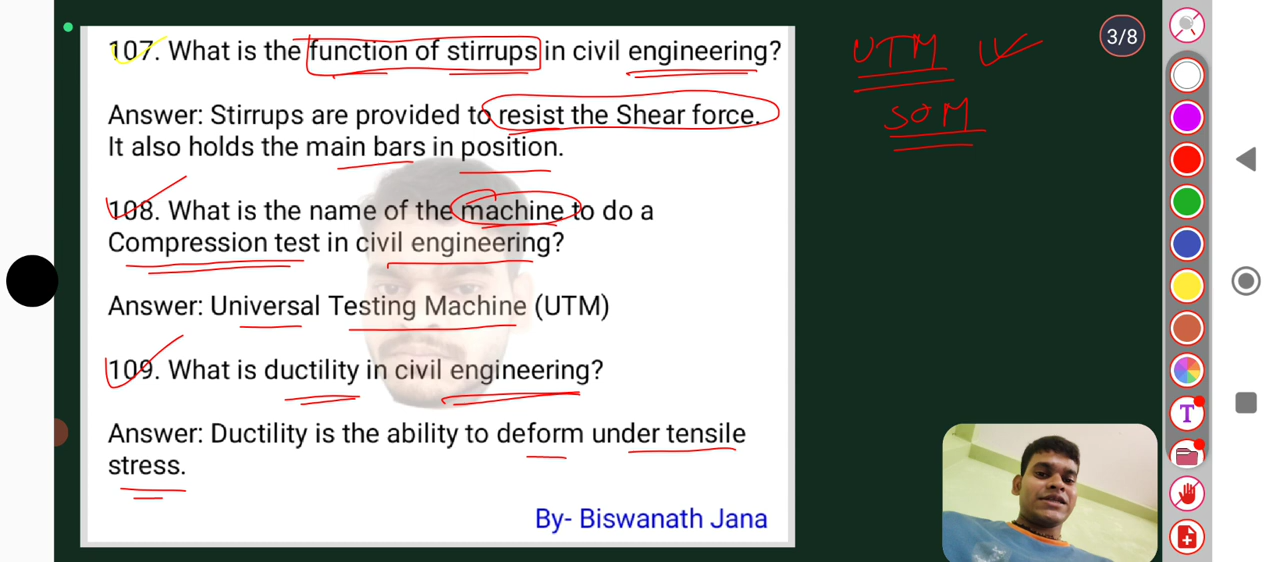 107. What is the function of stirrups in civil engineering?
Answer: Stirrups are provided to resist the Shear force.
It also holds the main bars in position.
108. What is the name of the machine to do a
Compression test in civil engineering?
Answer: Universal Testing Machine (UTM)
109. What is ductility in civil engineering?
Answer: Ductility is the ability to deform under tensile
stress.
By- Biswanath Jana
UTM
SOM
3/8
T